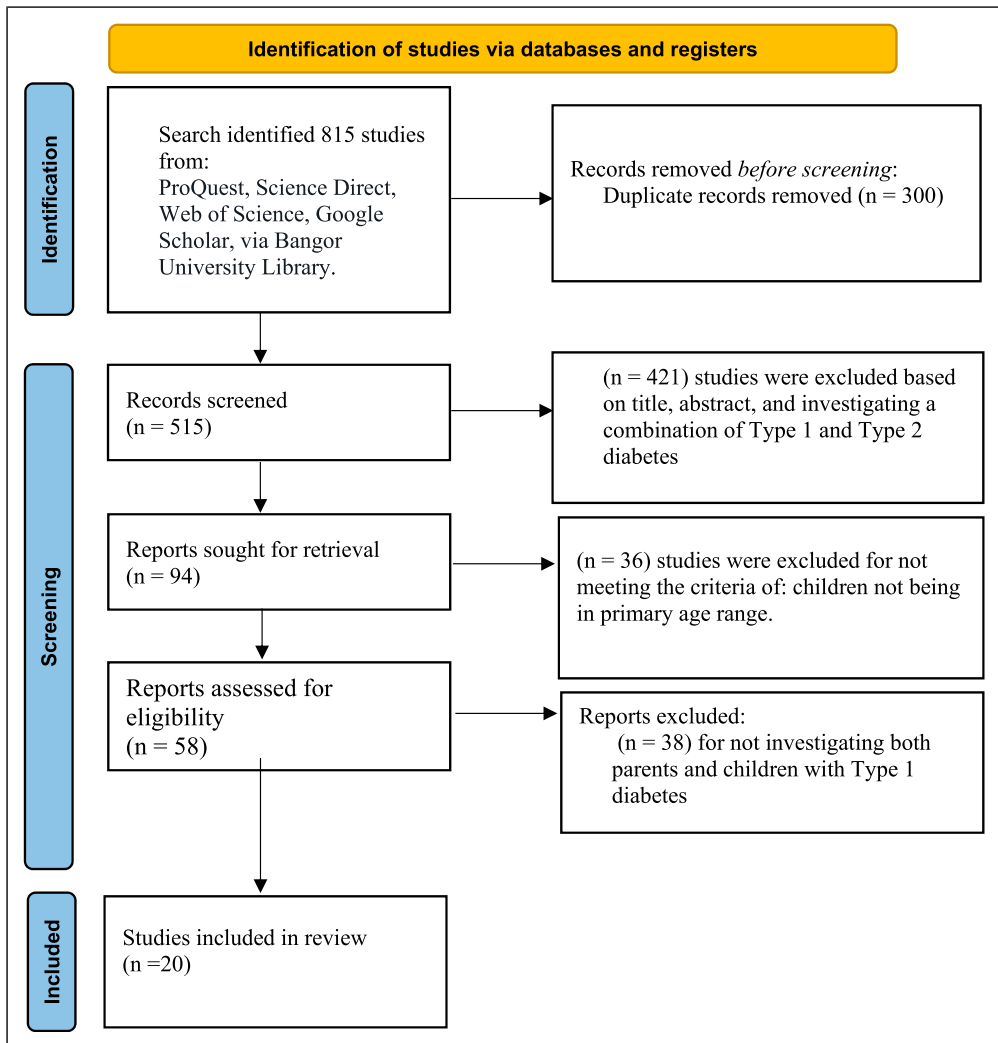 Identification of studies via databases and registers
Identification
Search identified 815 studies
from:
ProQuest, Science Direct,
Web of Science, Google
Scholar, via Bangor
University Library.
Records removed before screening:
Duplicate records removed (n = 300)
Screening
Records screened
(n = 515)
(n = 421) studies were excluded based
on title, abstract, and investigating a
combination of Type 1 and Type 2
diabetes
Reports sought for retrieval
(n = 94)
(n = 36) studies were excluded for not
meeting the criteria of: children not being
in primary age range.
Reports assessed for
eligibility
(n = 58)
Reports excluded:
(n = 38) for not investigating both
parents and children with Type 1
diabetes
Included
Studies included in review
(n =20)